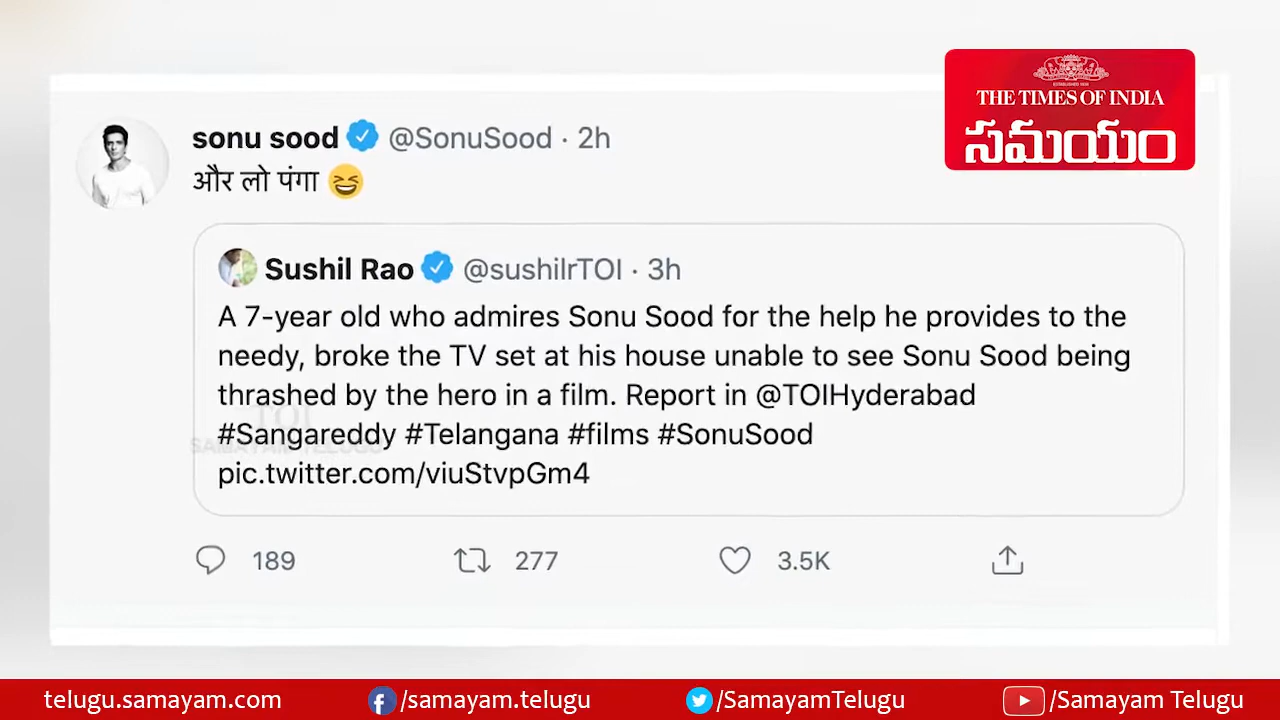 THE TIMES OF INDIA
సమయం
sonu sood @SonuSood · 2h
और लो पंगा 😆
Sushil Rao @sushilrTOI · 3h
A 7-year old who admires Sonu Sood for the help he provides to the
needy, broke the TV set at his house unable to see Sonu Sood being
thrashed by the hero in a film. Report in @TOIHyderabad
#Sangareddy #Telangana #films #SonuSood
pic.twitter.com/viuStvpGm4
TOI
SAMAYAM TELUGU
189 277 3.5K
telugu.samayam.com /samayam.telugu /SamayamTelugu /Samayam Telugu